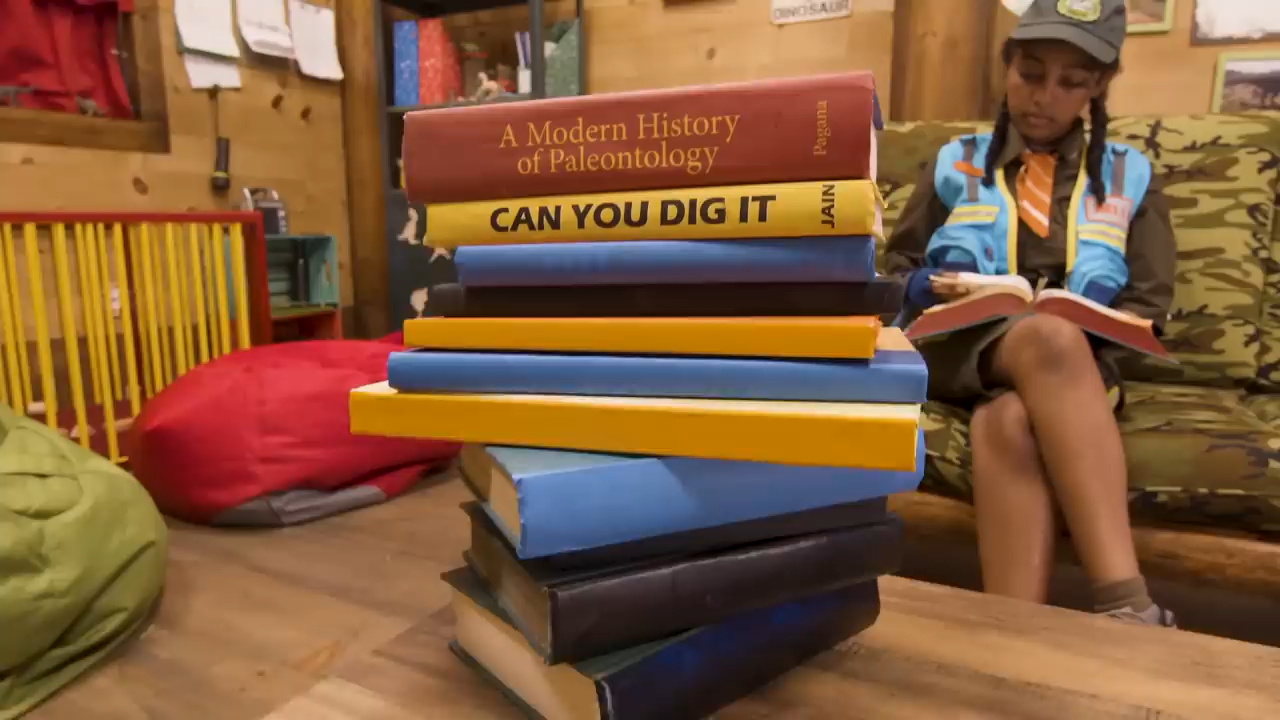 DINOSAUR
A Modern History
of Paleontology
Pagana
CAN YOU DIG IT
JAIN